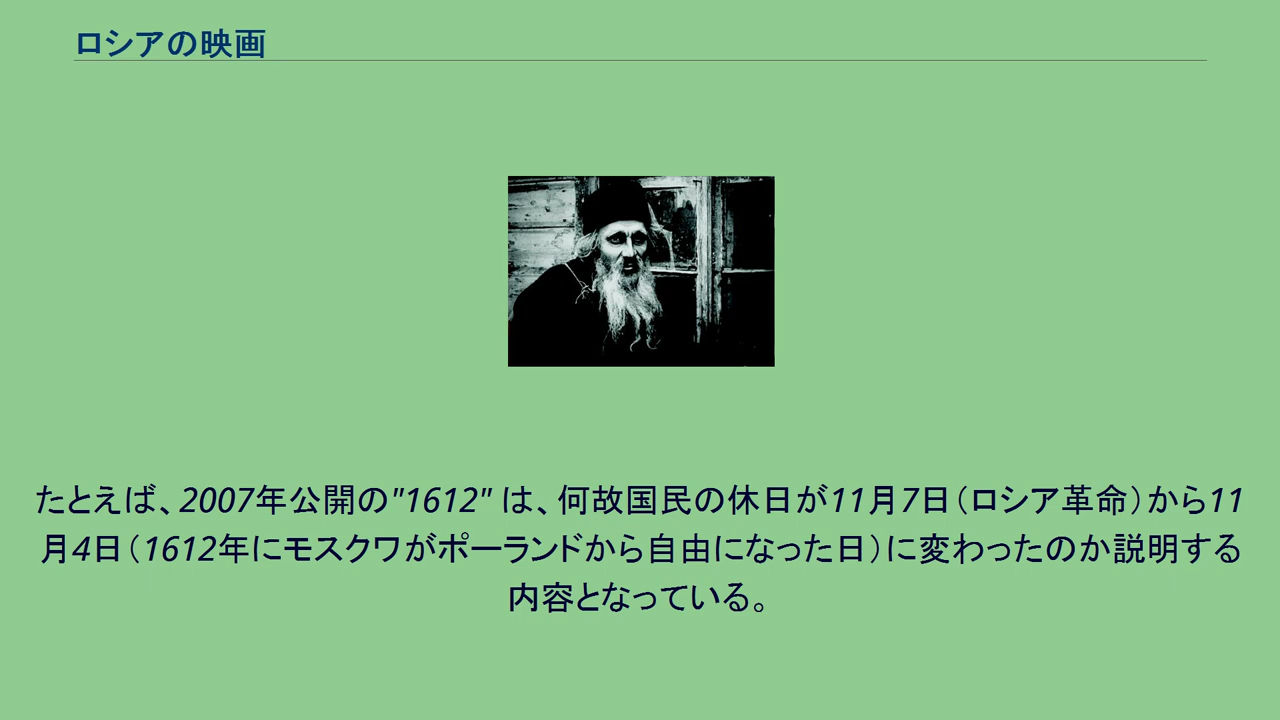 ロシアの映画
たとえば、2007年公開の"1612" は、何故国民の休日が11月7日（ロシア革命）から11
月4日（1612年にモスクワがポーランドから自由になった日）に変わったのか説明する
内容となっている。